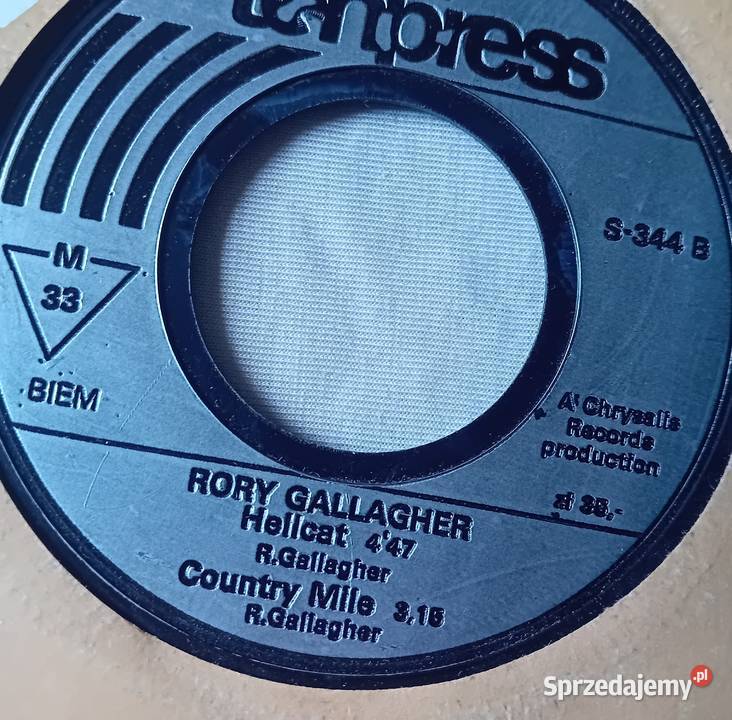 tonpress
S-344 B
M
33
BIEM
A' Chrysalis
Records
production
zł 35,-
RORY GALLAGHER
Hellcat 4'47
R.Gallagher
Country Mile 3,15
R.Gallagher
Sprzedajemy.pl